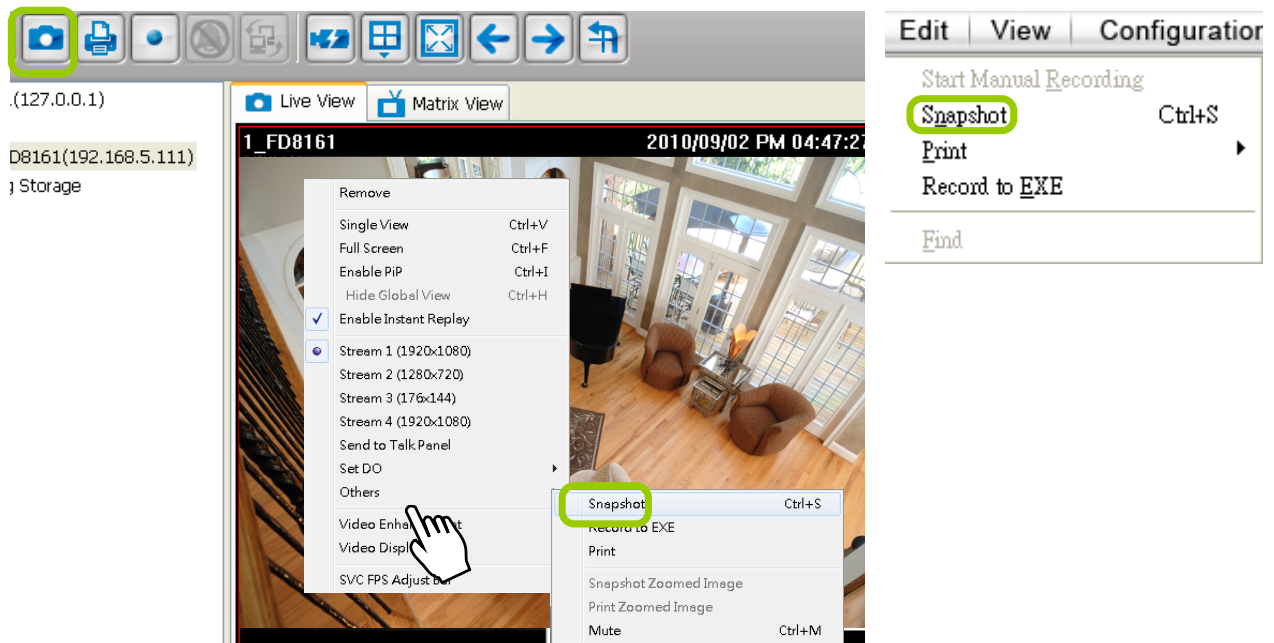 .(127.0.0.1)
D8161(192.168.5.111)
g Storage
Live View
Matrix View
1_FD8161
2010/09/02 PM 04:47:27
Remove
Single View Ctrl+V
Full Screen Ctrl+F
Enable PiP Ctrl+I
Hide Global View Ctrl+H
Enable Instant Replay
Stream 1 (1920x1080)
Stream 2 (1280x720)
Stream 3 (176x144)
Stream 4 (1920x1080)
Send to Talk Panel
Set DO
Others
Video
Video
SVC FPS Adjust
Snapshot Ctrl+S
Record to EXE
Print
Snapshot Zoomed Image
Print Zoomed Image
Mute Ctrl+M
Edit View Configuration
Start Manual Recording
Snapshot Ctrl+S
Print
Record to EXE
Find